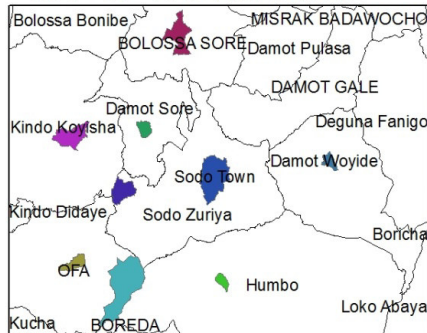 Bolossa Bonibe
MISRAK BADAWOCHO
BOLOSSA SORE
Damot Pulasa
DAMOT GALE
Damot Sore
Deguna Fanigo
Kindo Koyisha
Sodo Town
Damot Woyide
Kindo Didaye
Sodo Zuriya
Boricha
OFA
Humbo
Loko Abaya
Kucha
BOREDA